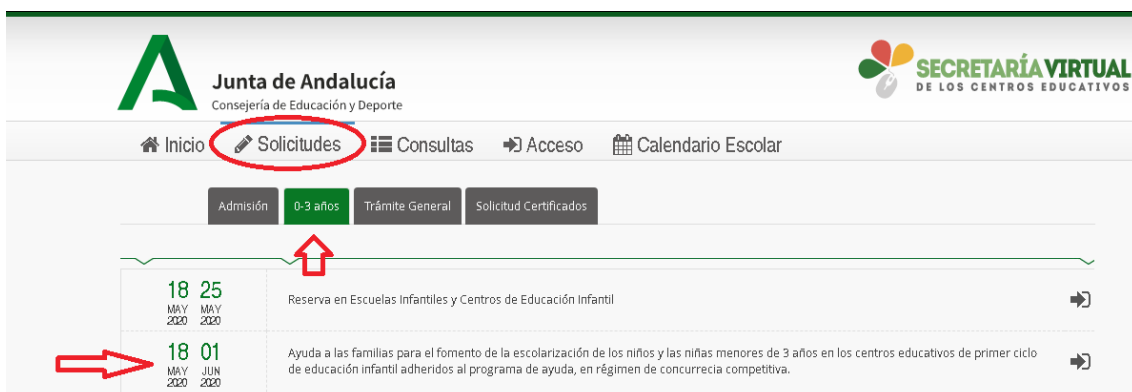 Junta de Andalucía
Consejería de Educación y Deporte
SECRETARÍA VIRTUAL
DE LOS CENTROS EDUCATIVOS
Inicio Solicitudes Consultas Acceso Calendario Escolar
Admisión 0-3 años Trámite General Solicitud Certificados
18 25
MAY MAY
2020 2020
Reserva en Escuelas Infantiles y Centros de Educación Infantil
18 01
MAY JUN
2020 2020
Ayuda a las familias para el fomento de la escolarización de los niños y las niñas menores de 3 años en los centros educativos de primer ciclo
de educación infantil adheridos al programa de ayuda, en régimen de concurrecia competitiva.